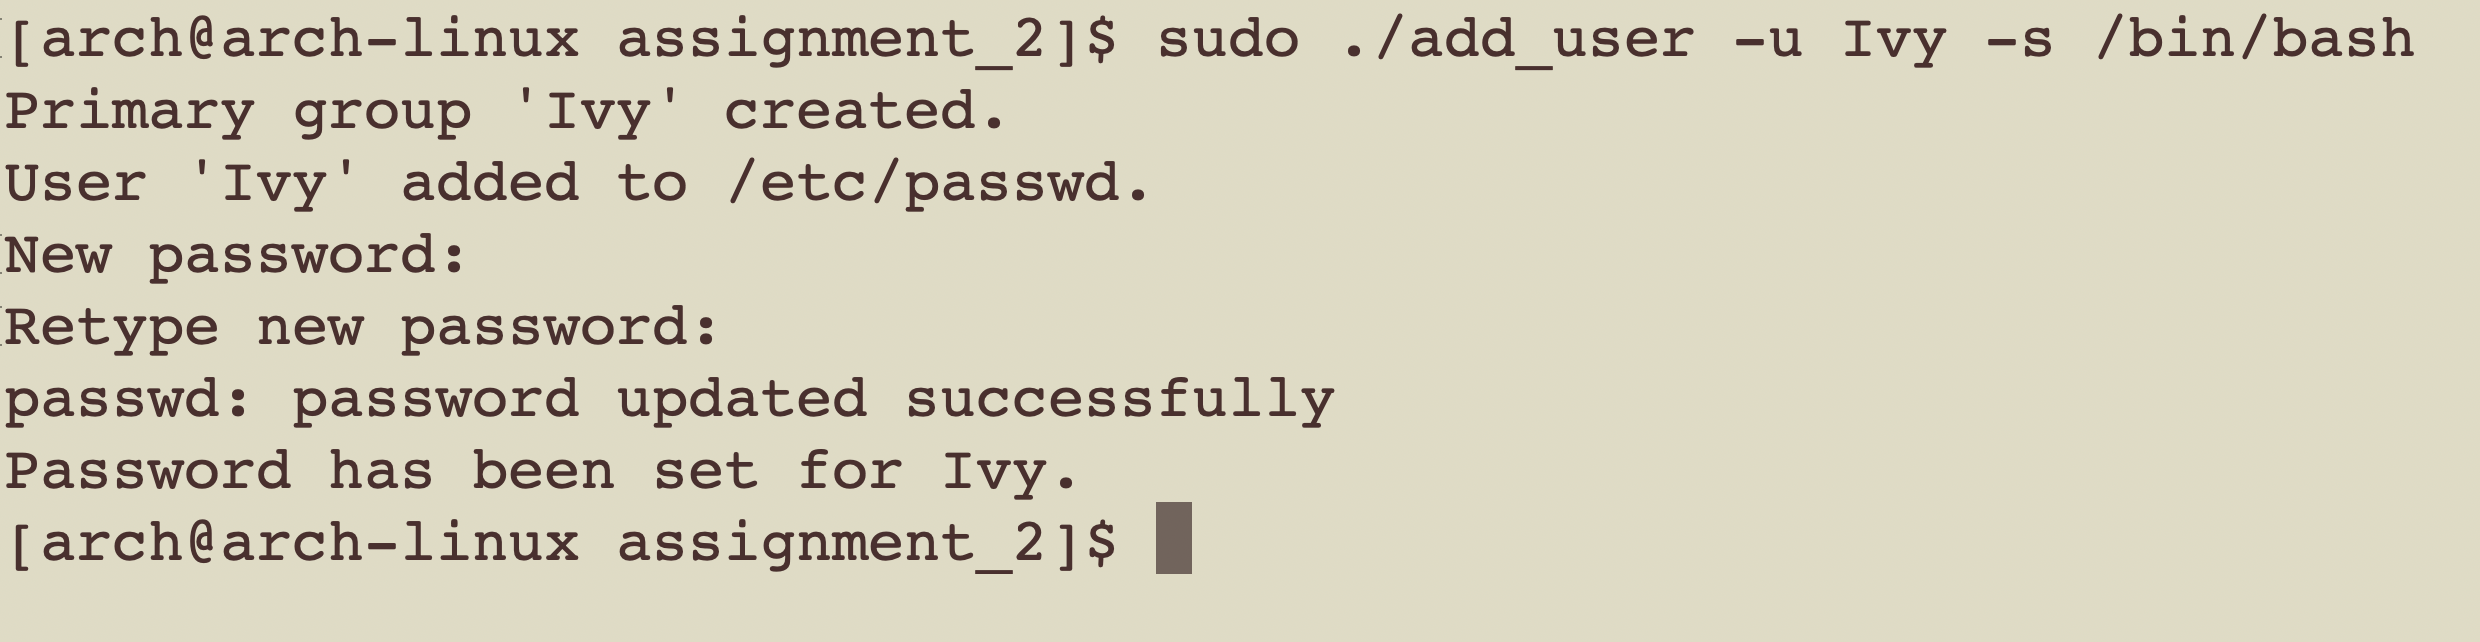 [arch@arch-linux assignment_2]$ sudo ./add_user -u Ivy -s /bin/bash
Primary group 'Ivy' created.
User 'Ivy' added to /etc/passwd.
New password:
Retype new password:
passwd: password updated successfully
Password has been set for Ivy.
[arch@arch-linux assignment_2]$